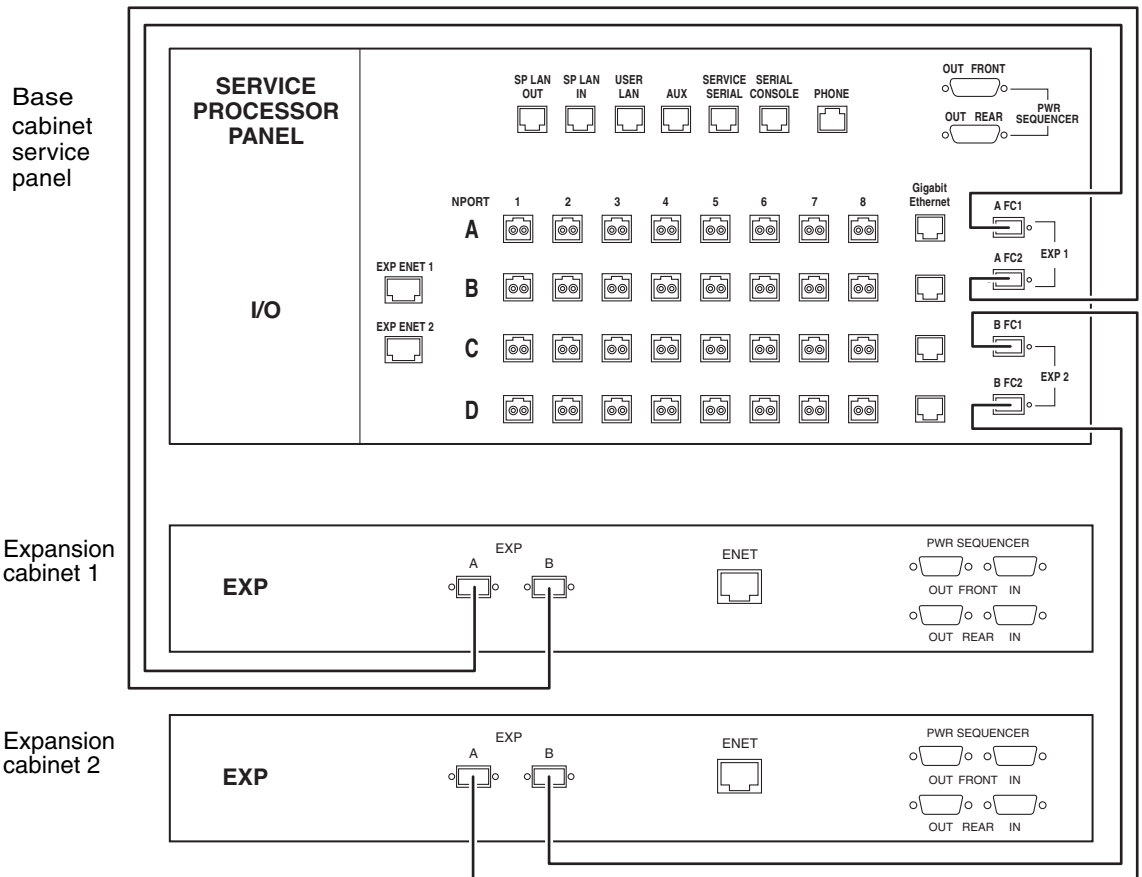 Base
cabinet
service
panel
SERVICE
PROCESSOR
PANEL
I/O
SP LAN
OUT
SP LAN
IN
USER
LAN
AUX
SERVICE
SERIAL
SERIAL
CONSOLE
PHONE
OUT FRONT
OUT REAR
PWR
SEQUENCER
NPORT 1 2 3 4 5 6 7 8
Gigabit
Ethernet
A
B
C
D
EXP ENET 1
EXP ENET 2
A FC1
A FC2
EXP 1
B FC1
B FC2
EXP 2
Expansion
cabinet 1
EXP
EXP
A B
ENET
PWR SEQUENCER
OUT FRONT IN
OUT REAR IN
Expansion
cabinet 2
EXP
EXP
A B
ENET
PWR SEQUENCER
OUT FRONT IN
OUT REAR IN